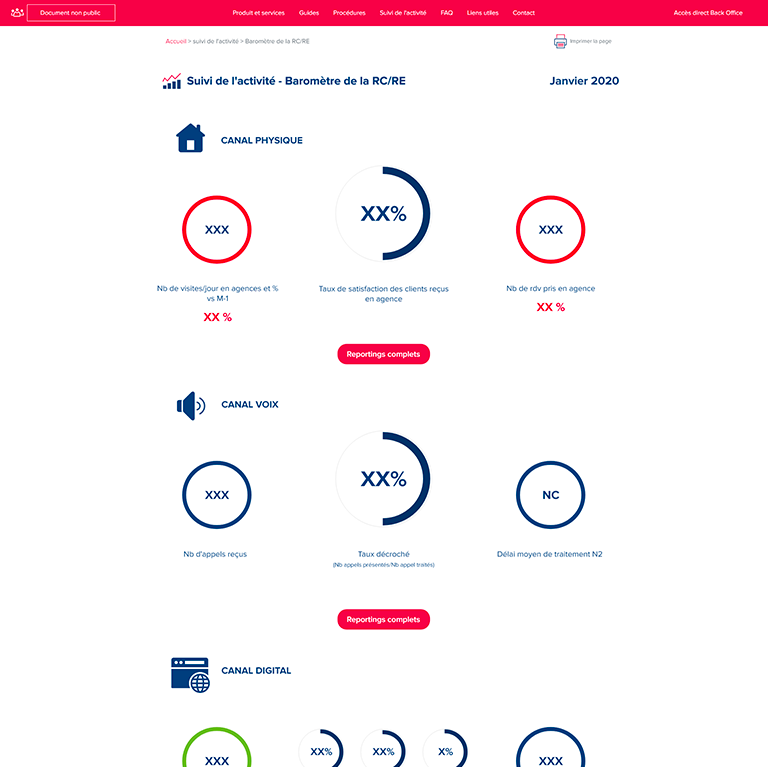 Document non public
Produit et services Guides Procédures Suivi de l'activité FAQ Liens utiles Contact
Accès direct Back Office
Accueil > suivi de l'activité > Baromètre de la RC/RE
Imprimer la page
Suivi de l'activité - Baromètre de la RC/RE
Janvier 2020
CANAL PHYSIQUE
XXX
XX%
XXX
Nb de visites/jour en agences et %
vs M-1
XX %
Taux de satisfaction des clients reçus
en agence
Nb de rdv pris en agence
XX %
Reportings complets
CANAL VOIX
XXX
XX%
NC
Nb d'appels reçus
Taux décroché
(Nb appels présentés/Nb appel traités)
Délai moyen de traitement N2
Reportings complets
CANAL DIGITAL
XXX
XX%
XX%
X%
XXX